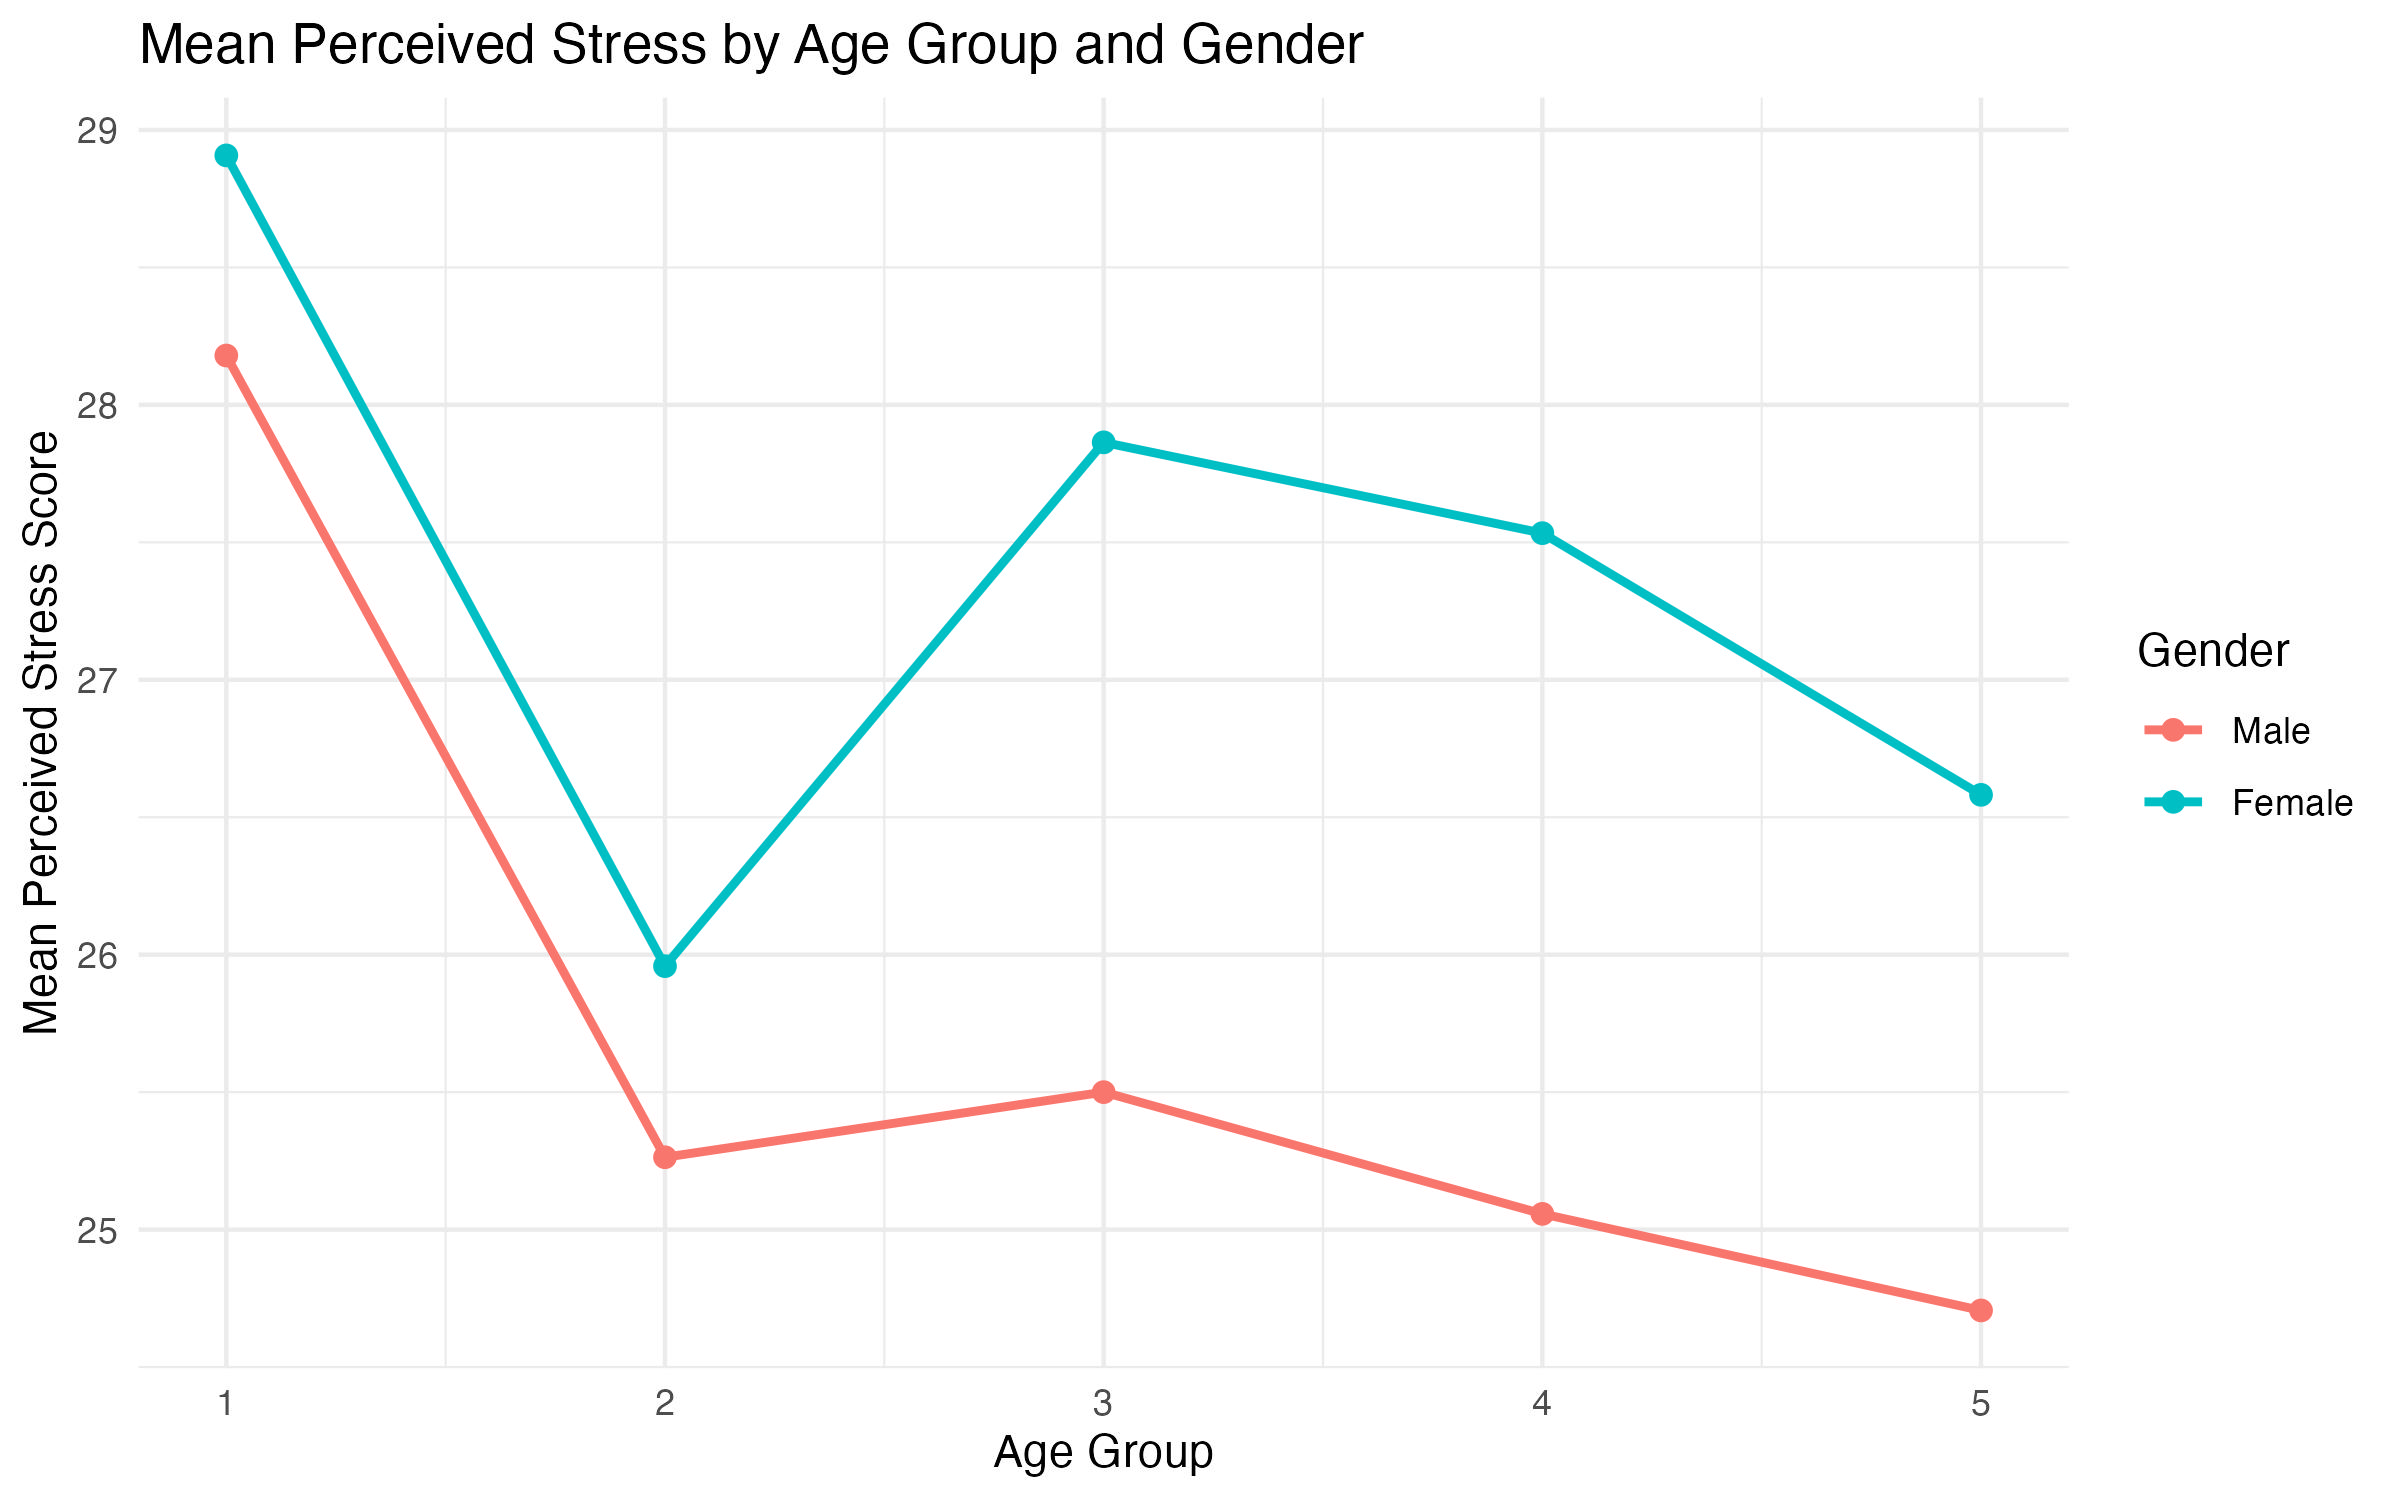 Mean Perceived Stress by Age Group and Gender
Mean Perceived Stress Score
29
28
27
26
25
1 2 3 4 5
Age Group
Gender
Male
Female